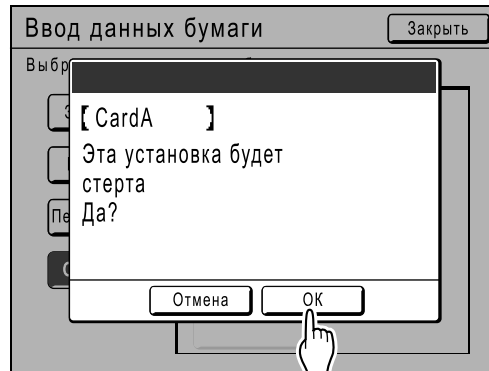 Ввод данных бумаги
Закрыть
【CardA 】
Эта установка будет
стерта
Да?
Отмена
OK